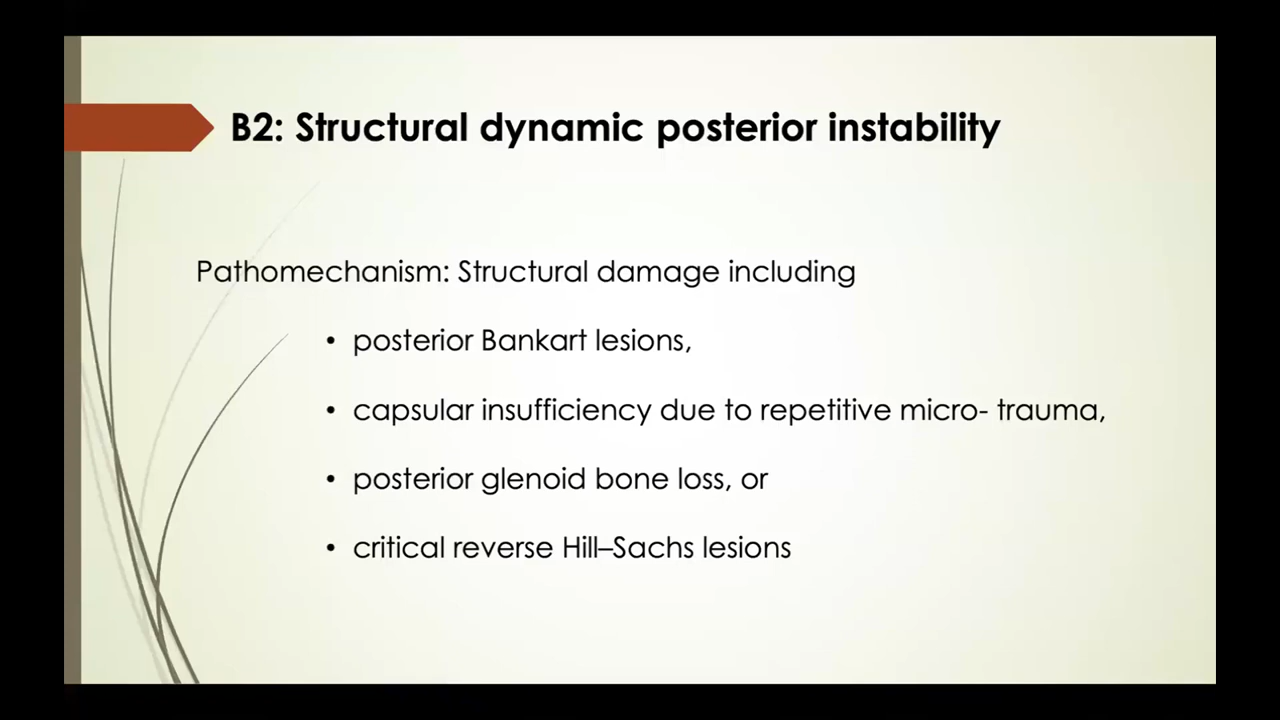 B2: Structural dynamic posterior instability
Pathomechanism: Structural damage including
• posterior Bankart lesions,
• capsular insufficiency due to repetitive micro- trauma,
• posterior glenoid bone loss, or
• critical reverse Hill–Sachs lesions